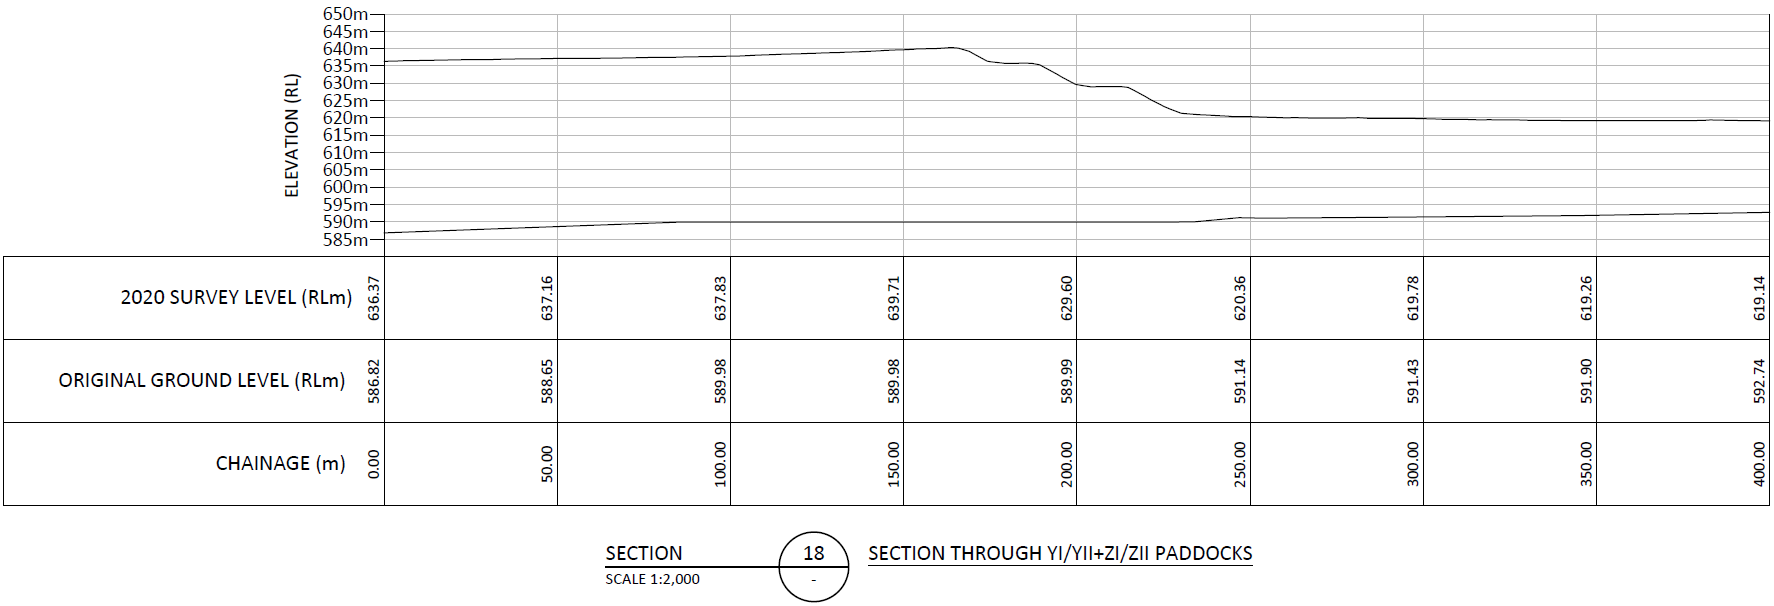 650m
645m
640m
635m
630m
625m
620m
615m
610m
605m
600m
595m
590m
585m
ELEVATION (RL)
2020 SURVEY LEVEL (RLm) 636.37 637.16 637.83 639.71 629.60 620.36 619.78 619.26 619.14
ORIGINAL GROUND LEVEL (RLm) 586.82 588.65 589.98 589.98 589.99 591.14 591.43 591.90 592.74
CHAINAGE (m) 0.00 50.00 100.00 150.00 200.00 250.00 300.00 350.00 400.00
SECTION 18 SECTION THROUGH YI/YII+ZI/ZII PADDOCKS
SCALE 1:2,000 -